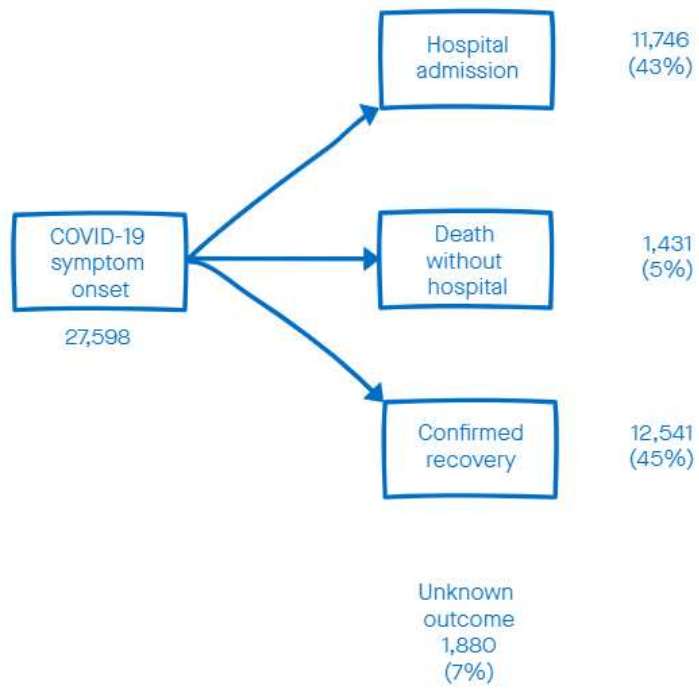 Hospital
admission
11,746
(43%)
COVID-19
symptom
onset
27,598
Death
without
hospital
1,431
(5%)
Confirmed
recovery
12,541
(45%)
Unknown
outcome
1,880
(7%)